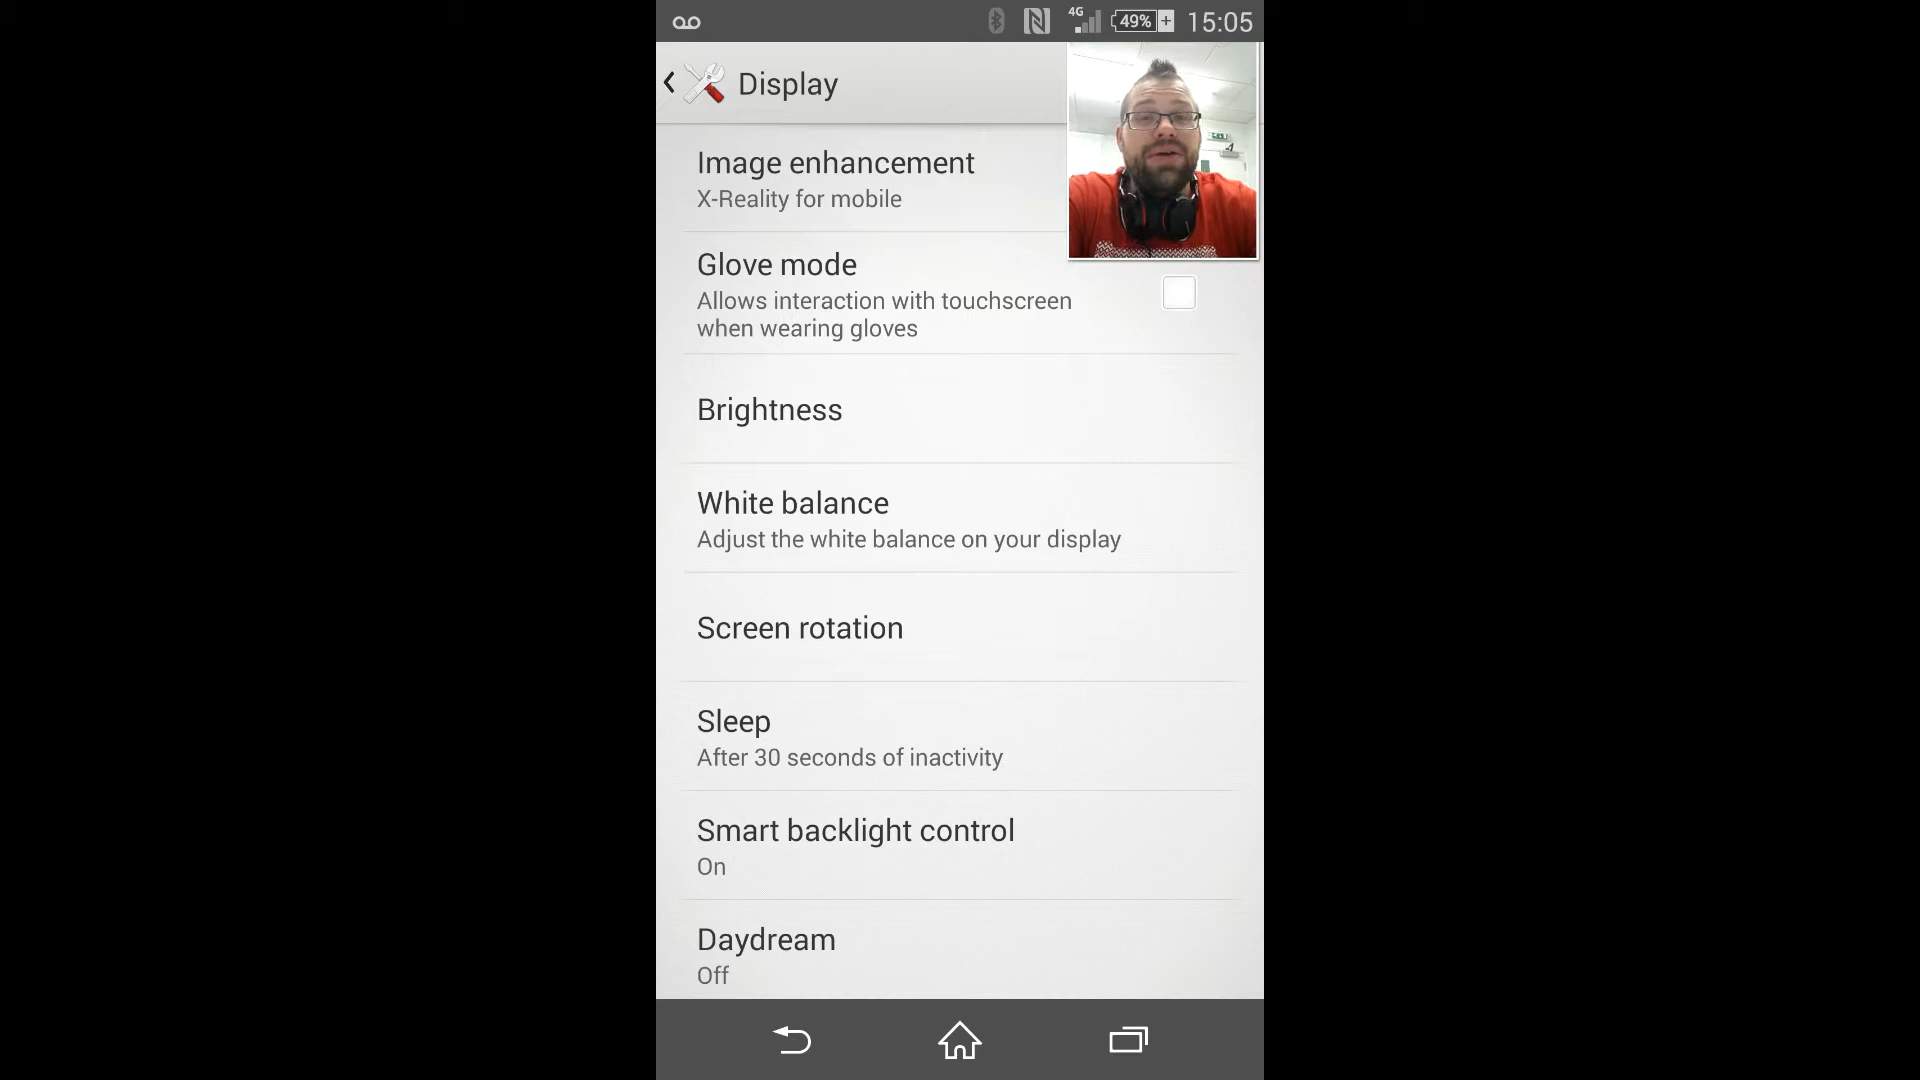 4G 49% 15:05
Display
Image enhancement
X-Reality for mobile
Glove mode
Allows interaction with touchscreen
when wearing gloves
Brightness
White balance
Adjust the white balance on your display
Screen rotation
Sleep
After 30 seconds of inactivity
Smart backlight control
On
Daydream
Off